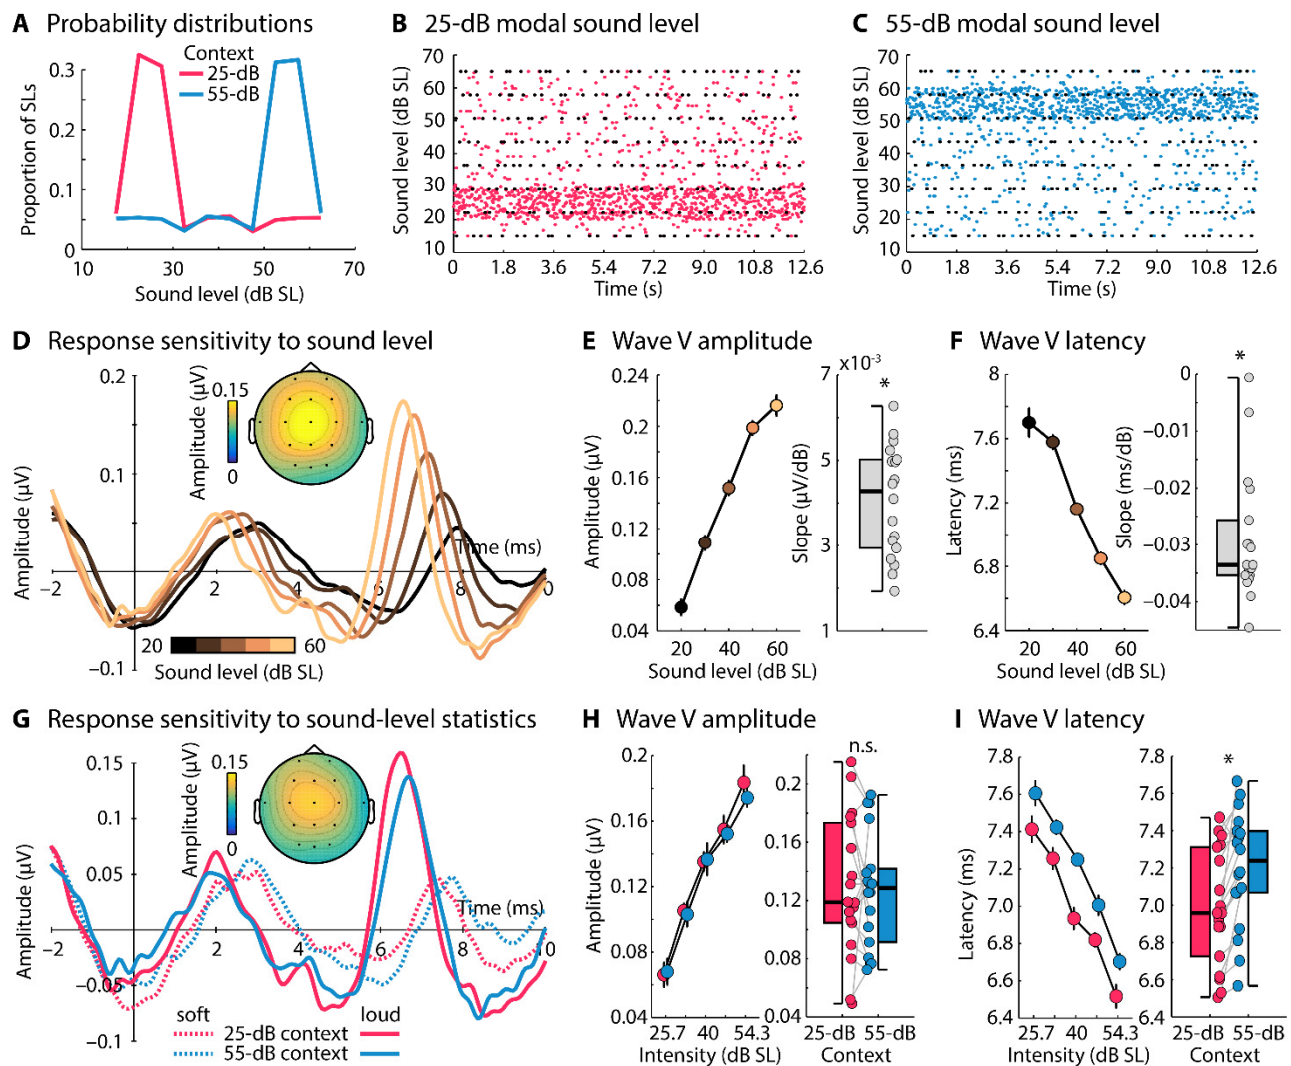 A Probability distributions
Context
25-dB
55-dB
Proportion of SLs
0.3
0.1
0
10 30 50 70
Sound level (dB SL)
B 25-dB modal sound level
Sound level (dB SL)
70
60
50
40
30
20
10
0 1.8 3.6 5.4 7.2 9.0 10.8 12.6
Time (s)
C 55-dB modal sound level
Sound level (dB SL)
70
60
50
40
30
20
10
0 1.8 3.6 5.4 7.2 9.0 10.8 12.6
Time (s)
D Response sensitivity to sound level
Amplitude (µV)
0.2
0.1
−0.1
−2 2 4 6 8 0
Time (ms)
Amplitude (µV)
0.15
0
20 60
Sound level (dB SL)
E Wave V amplitude
Amplitude (µV)
0.24
0.2
0.16
0.12
0.08
0.04
20 40 60
Sound level (dB SL)
x10-3
Slope (µV/dB)
7
5
3
1
*
F Wave V latency
Latency (ms)
8
7.6
7.2
6.8
6.4
20 40 60
Sound level (dB SL)
Slope (ms/dB)
0
−0.01
−0.02
−0.03
−0.04
*
G Response sensitivity to sound-level statistics
Amplitude (µV)
0.15
0.1
0.05
−0.05
−0.1
−2 2 4 6 8 10
Time (ms)
Amplitude (µV)
0.15
0
soft loud
25-dB context
55-dB context
H Wave V amplitude
Amplitude (µV)
0.2
0.16
0.12
0.08
0.04
25.7 40 54.3
Intensity (dB SL)
n.s.
0.2
0.16
0.12
0.08
0.04
25-dB 55-dB
Context
I Wave V latency
Latency (ms)
7.8
7.6
7.4
7.2
7.0
6.8
6.6
6.4
25.7 40 54.3
Intensity (dB SL)
*
7.8
7.6
7.4
7.2
7.0
6.8
6.6
6.4
25-dB 55-dB
Context